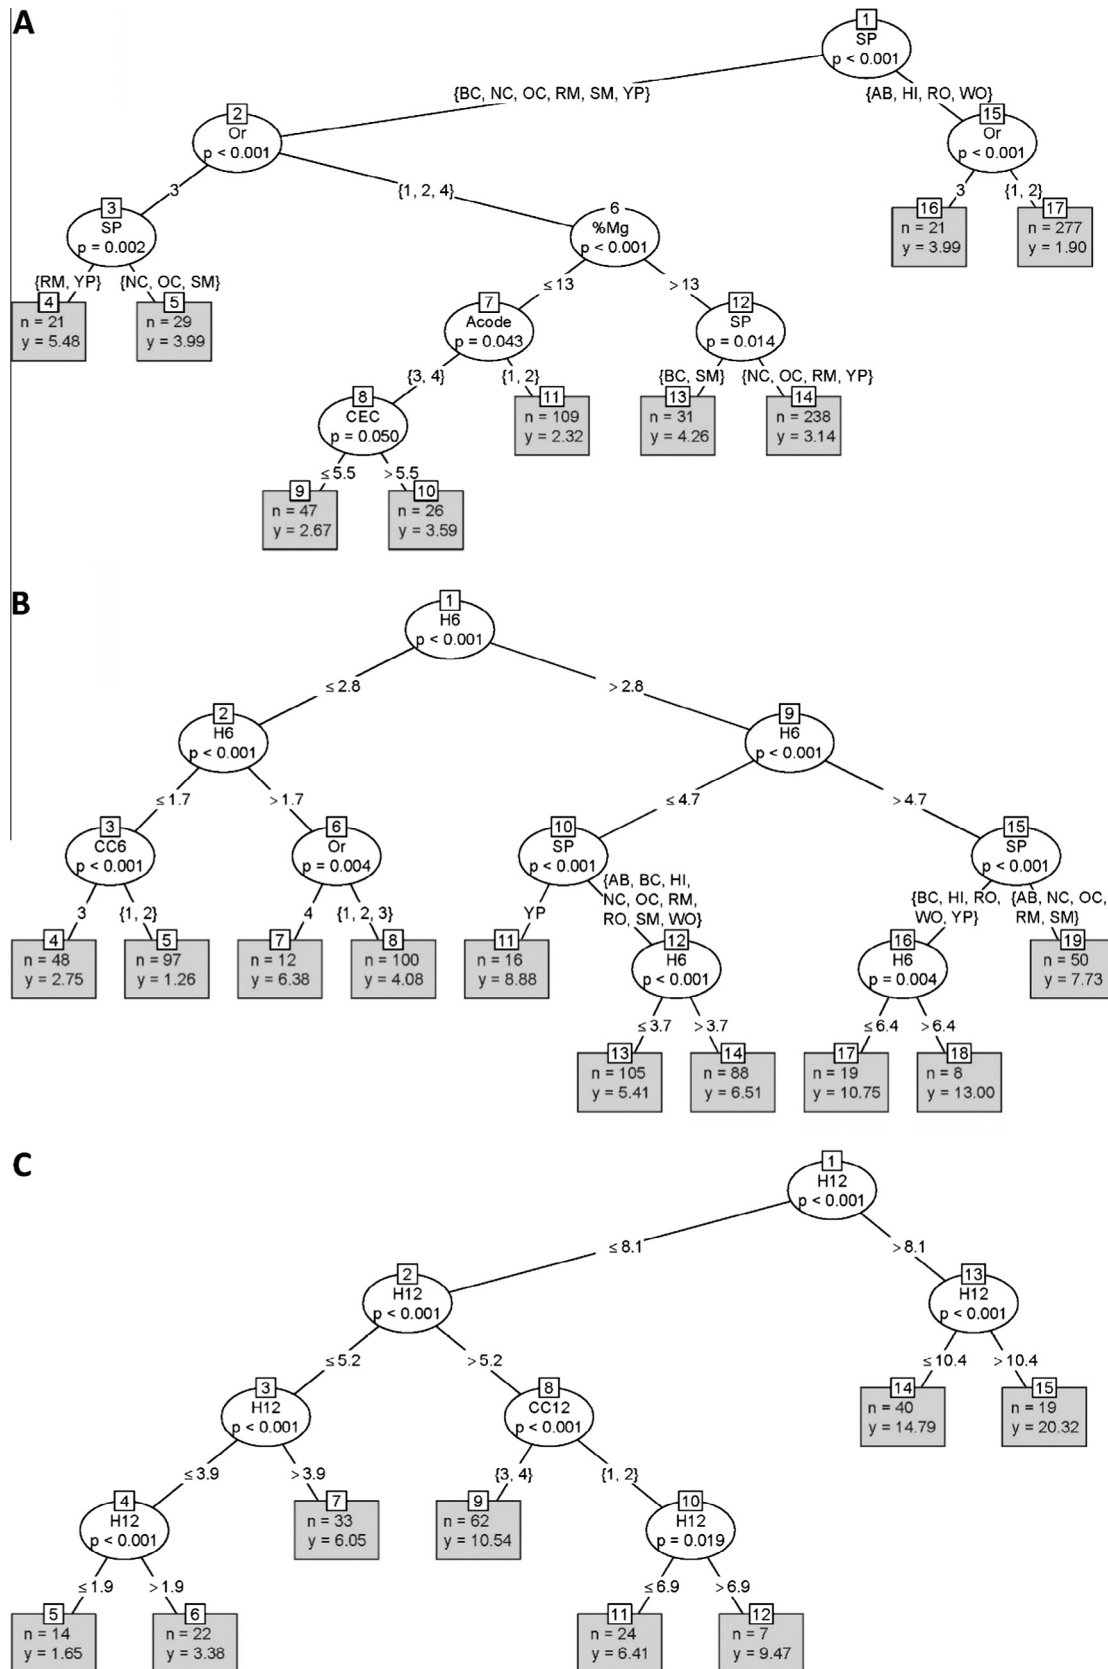 A
1
SP
p < 0.001
{BC, NC, OC, RM, SM, YP}
{AB, HI, RO, WO}
2
Or
p < 0.001
15
Or
p < 0.001
3
{1, 2, 4}
3
{1, 2}
3
SP
p = 0.002
6
%Mg
p < 0.001
16
n = 21
y = 3.99
17
n = 277
y = 1.90
{RM, YP}
{NC, OC, SM}
≤ 13
> 13
4
n = 21
y = 5.48
5
n = 29
y = 3.99
7
Acode
p = 0.043
12
SP
p = 0.014
{3, 4}
{1, 2}
{BC, SM}
{NC, OC, RM, YP}
8
CEC
p = 0.050
11
n = 109
y = 2.32
13
n = 31
y = 4.26
14
n = 238
y = 3.14
≤ 5.5
> 5.5
9
n = 47
y = 2.67
10
n = 26
y = 3.59
B
1
H6
p < 0.001
≤ 2.8
> 2.8
2
H6
p < 0.001
9
H6
p < 0.001
≤ 1.7
> 1.7
≤ 4.7
> 4.7
3
CC6
p < 0.001
6
Or
p = 0.004
10
SP
p < 0.001
15
SP
p < 0.001
3
{1, 2}
4
{1, 2, 3}
YP
{AB, BC, HI,
NC, OC, RM,
RO, SM, WO}
{BC, HI, RO,
WO, YP}
{AB, NC, OC,
RM, SM}
4
n = 48
y = 2.75
5
n = 97
y = 1.26
7
n = 12
y = 6.38
8
n = 100
y = 4.08
11
n = 16
y = 8.88
12
H6
p < 0.001
16
H6
p = 0.004
19
n = 50
y = 7.73
≤ 3.7
> 3.7
≤ 6.4
> 6.4
13
n = 105
y = 5.41
14
n = 88
y = 6.51
17
n = 19
y = 10.75
18
n = 8
y = 13.00
C
1
H12
p < 0.001
≤ 8.1
> 8.1
2
H12
p < 0.001
13
H12
p < 0.001
≤ 5.2
> 5.2
≤ 10.4
> 10.4
3
H12
p < 0.001
8
CC12
p < 0.001
14
n = 40
y = 14.79
15
n = 19
y = 20.32
≤ 3.9
> 3.9
{3, 4}
{1, 2}
4
H12
p < 0.001
7
n = 33
y = 6.05
9
n = 62
y = 10.54
10
H12
p = 0.019
≤ 1.9
> 1.9
≤ 6.9
> 6.9
5
n = 14
y = 1.65
6
n = 22
y = 3.38
11
n = 24
y = 6.41
12
n = 7
y = 9.47